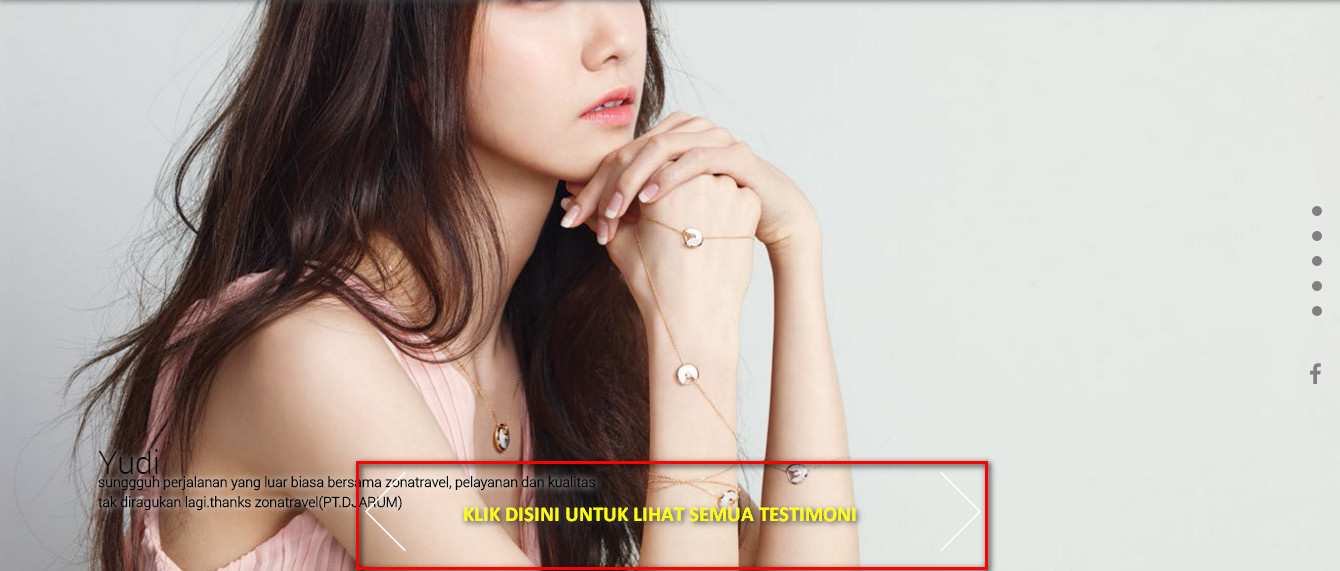 Yudi
sunggguh perjalanan yang luar biasa bersama zonatravel, pelayanan dan kualitas
tak diragukan lagi.thanks zonatravel(PT.DJARUM)
KLIK DISINI UNTUK LIHAT SEMUA TESTIMONI